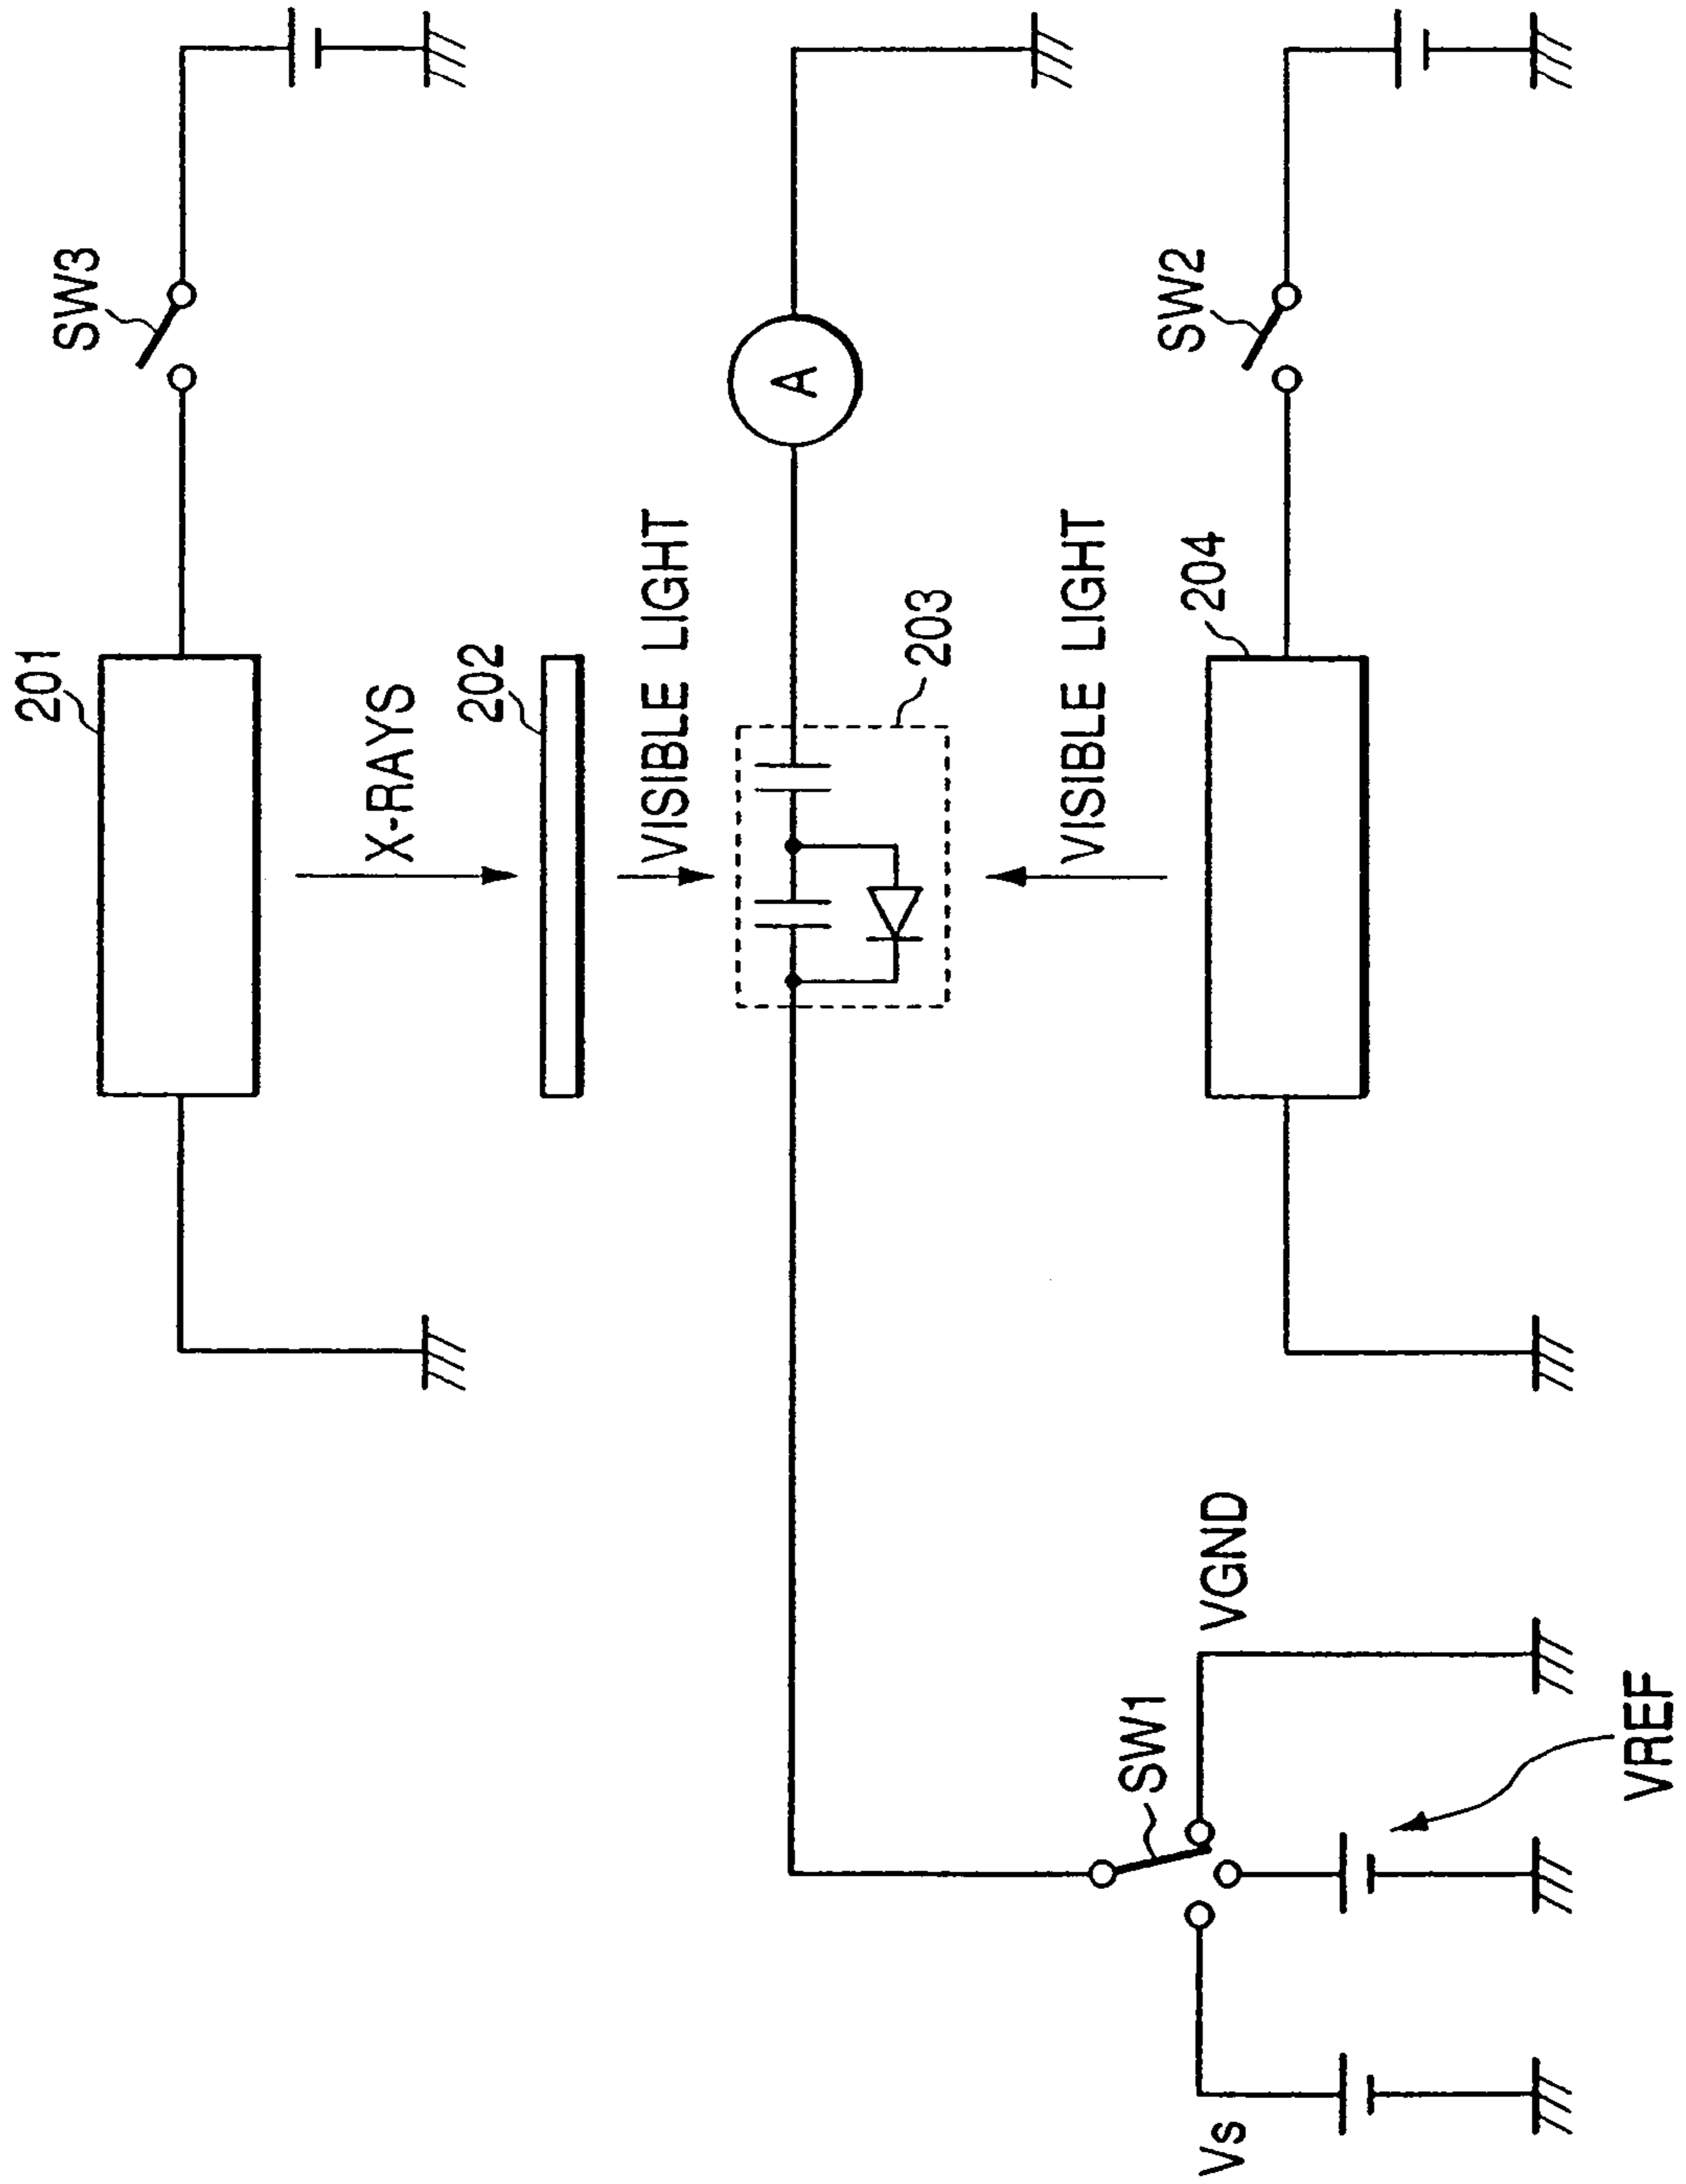 201
SW3
X-RAYS
202
VISIBLE LIGHT
A
203
VISIBLE LIGHT
204
SW2
SW1
VGND
Vs
VREF